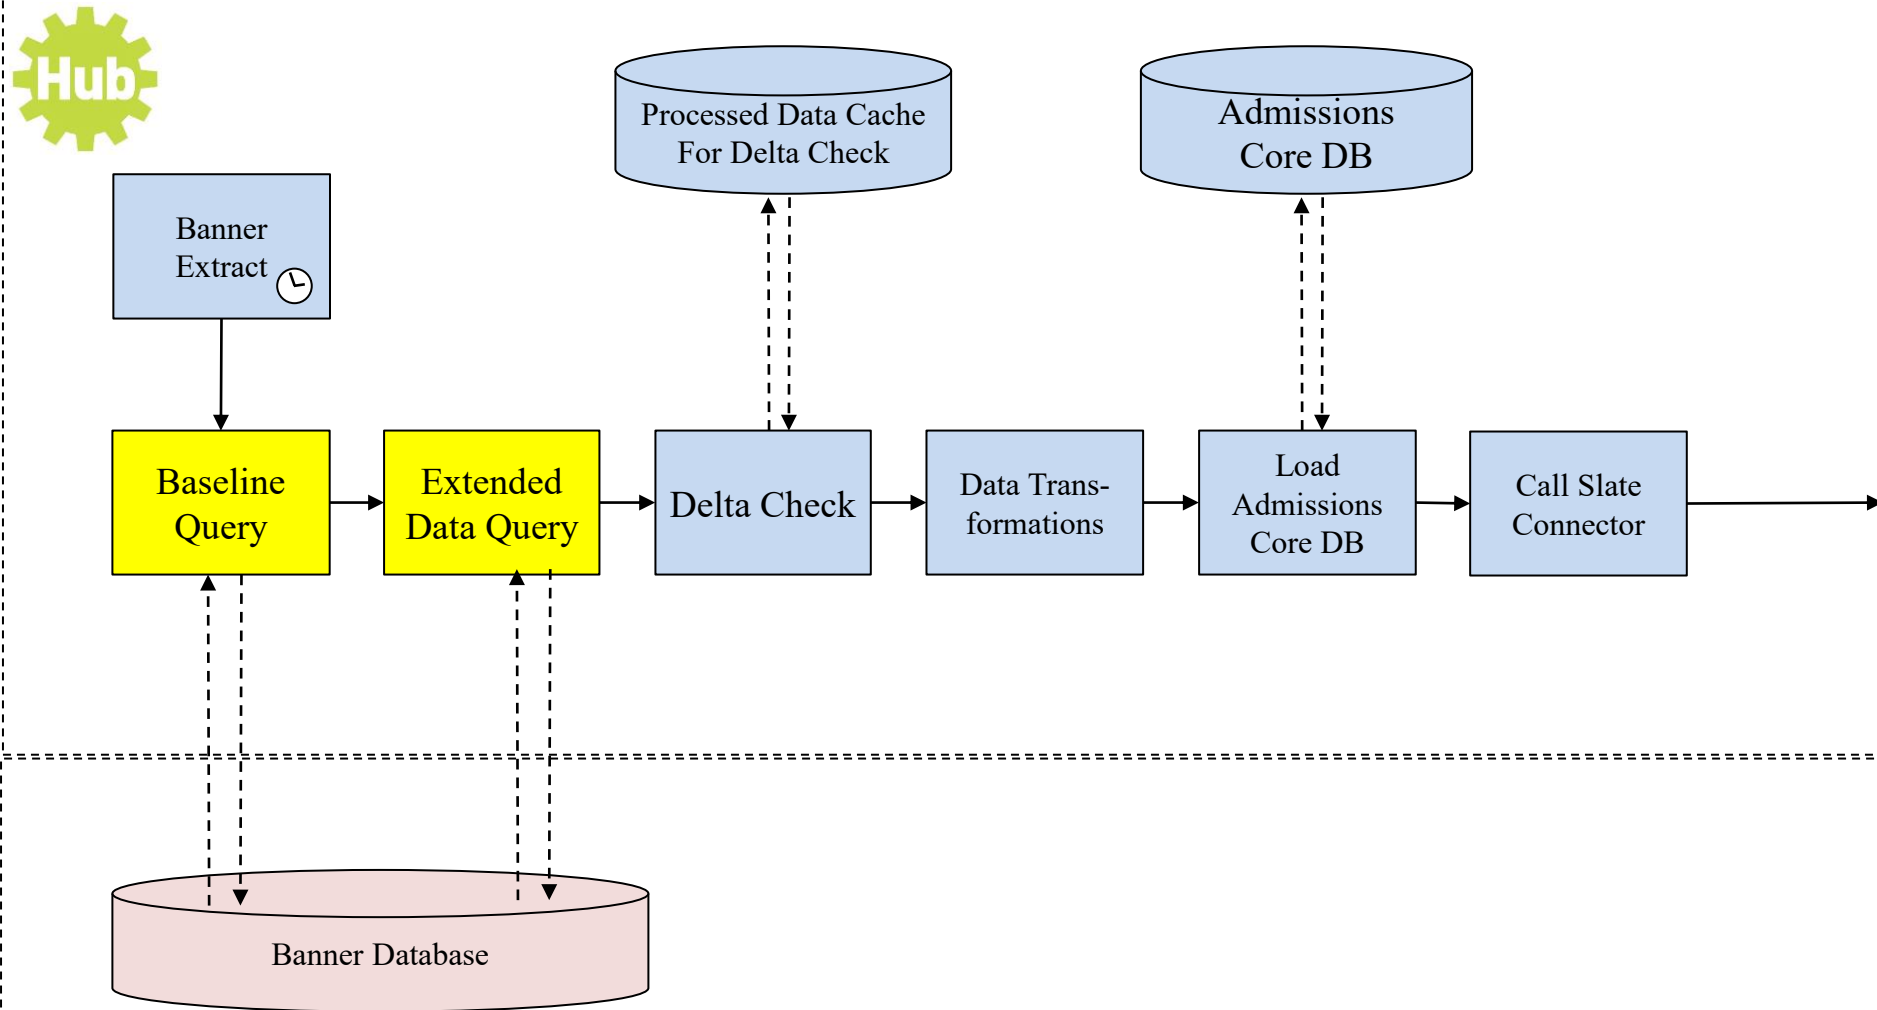 Hub
Processed Data Cache
For Delta Check
Admissions
Core DB
Banner
Extract
Baseline
Query
Extended
Data Query
Delta Check
Data Trans-
formations
Load
Admissions
Core DB
Call Slate
Connector
Banner Database